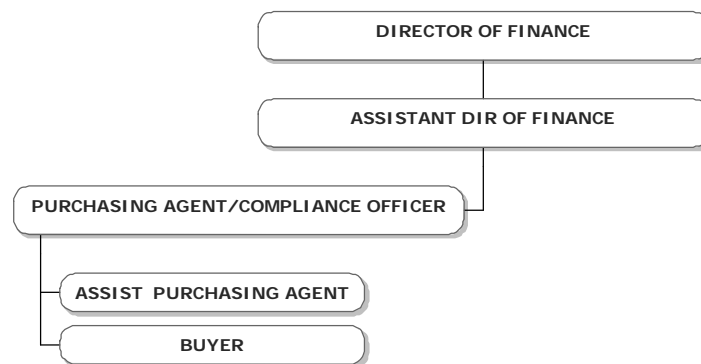 DIRECTOR OF FINANCE
ASSISTANT DIR OF FINANCE
PURCHASING AGENT/COMPLIANCE OFFICER
ASSIST PURCHASING AGENT
BUYER